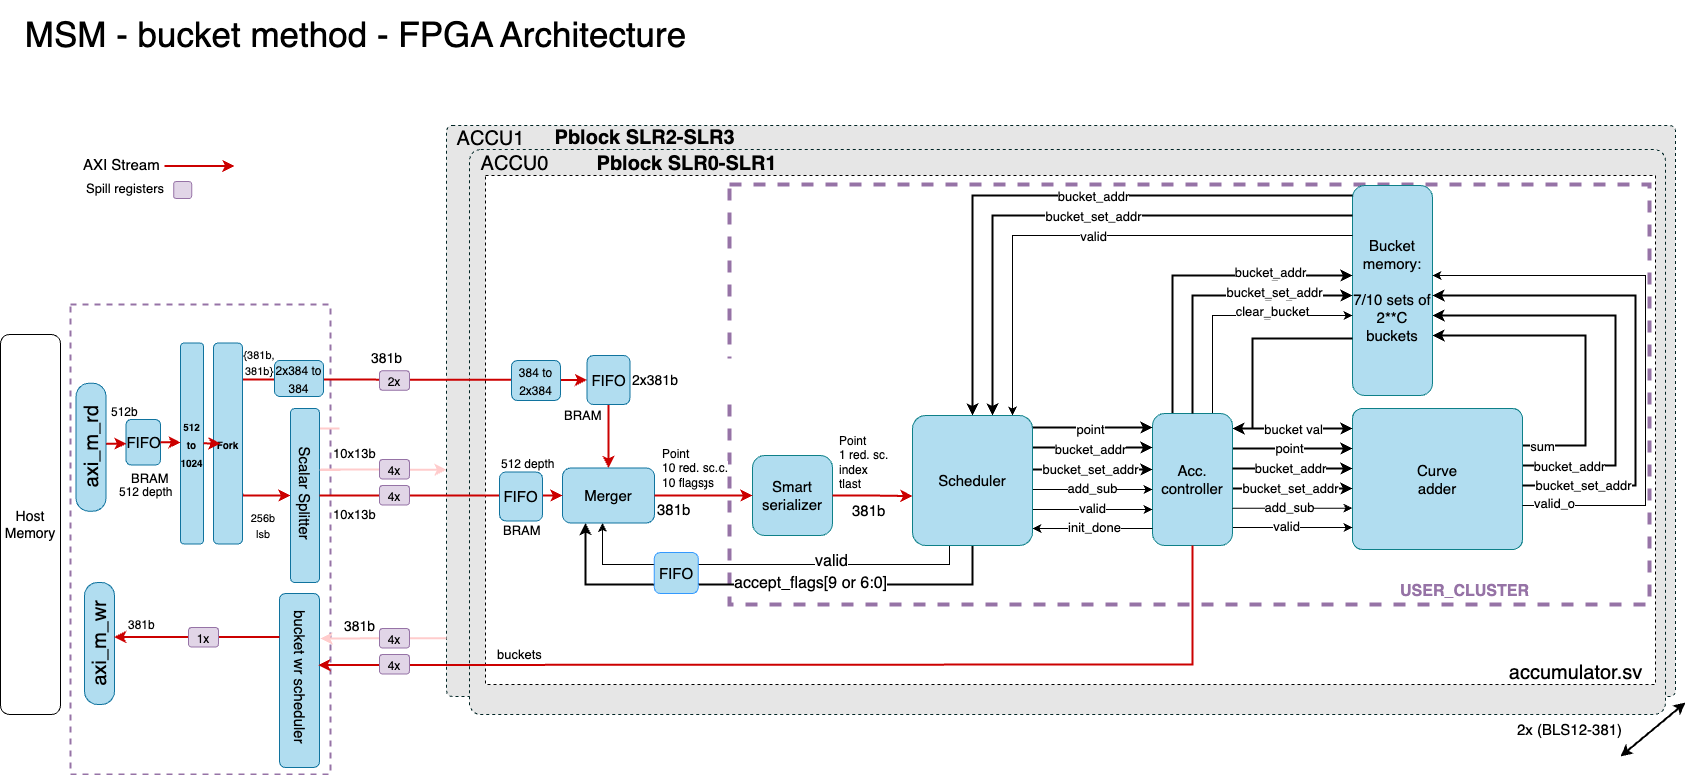 MSM - bucket method - FPGA Architecture
ACCU1 Pblock SLR2-SLR3
ACCU0 Pblock SLR0-SLR1
AXI Stream
Spill registers
Host
Memory
axi_m_rd
512b
FIFO
BRAM
512 depth
512
to
1024
Fork
{381b,
381b}
2x384 to
384
256b
lsb
Scalar Splitter
381b
2x
10x13b
4x
4x
10x13b
axi_m_wr
381b
1x
bucket wr scheduler
381b
4x
4x
buckets
384 to
2x384
FIFO
2x381b
BRAM
512 depth
FIFO
BRAM
Merger
Point
10 red. sc.c.
381b
Smart
serializer
Point
1 red. sc.
index
tlast
381b
FIFO
valid
accept_flags[9 or 6:0]
Scheduler
bucket_addr
bucket_set_addr
valid
point
bucket_addr
bucket_set_addr
add_sub
valid
init_done
Acc.
controller
bucket_addr
bucket_set_addr
clear_bucket
Bucket
memory:
7/10 sets of
2**C
buckets
bucket val
point
bucket_addr
bucket_set_addr
add_sub
valid
Curve
adder
sum
bucket_addr
bucket_set_addr
valid_o
USER_CLUSTER
accumulator.sv
2x (BLS12-381)